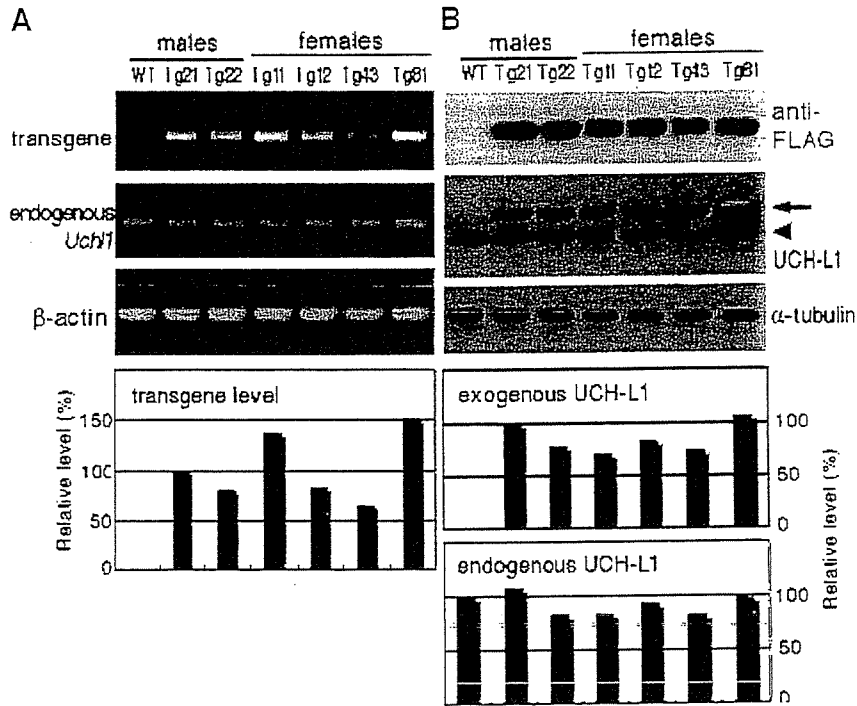 A
males
females
WT Tg21 Tg22 Tg11 Tg12 Tg43 Tg81
transgene
endogenous
Uchl1
β-actin
transgene level
Relative level (%)
150
100
50
0
B
males
females
WT Tg21 Tg22 Tg11 Tg12 Tg43 Tg81
anti-
FLAG
UCH-L1
α-tubulin
exogenous UCH-L1
100
50
0
endogenous UCH-L1
100
50
0
Relative level (%)